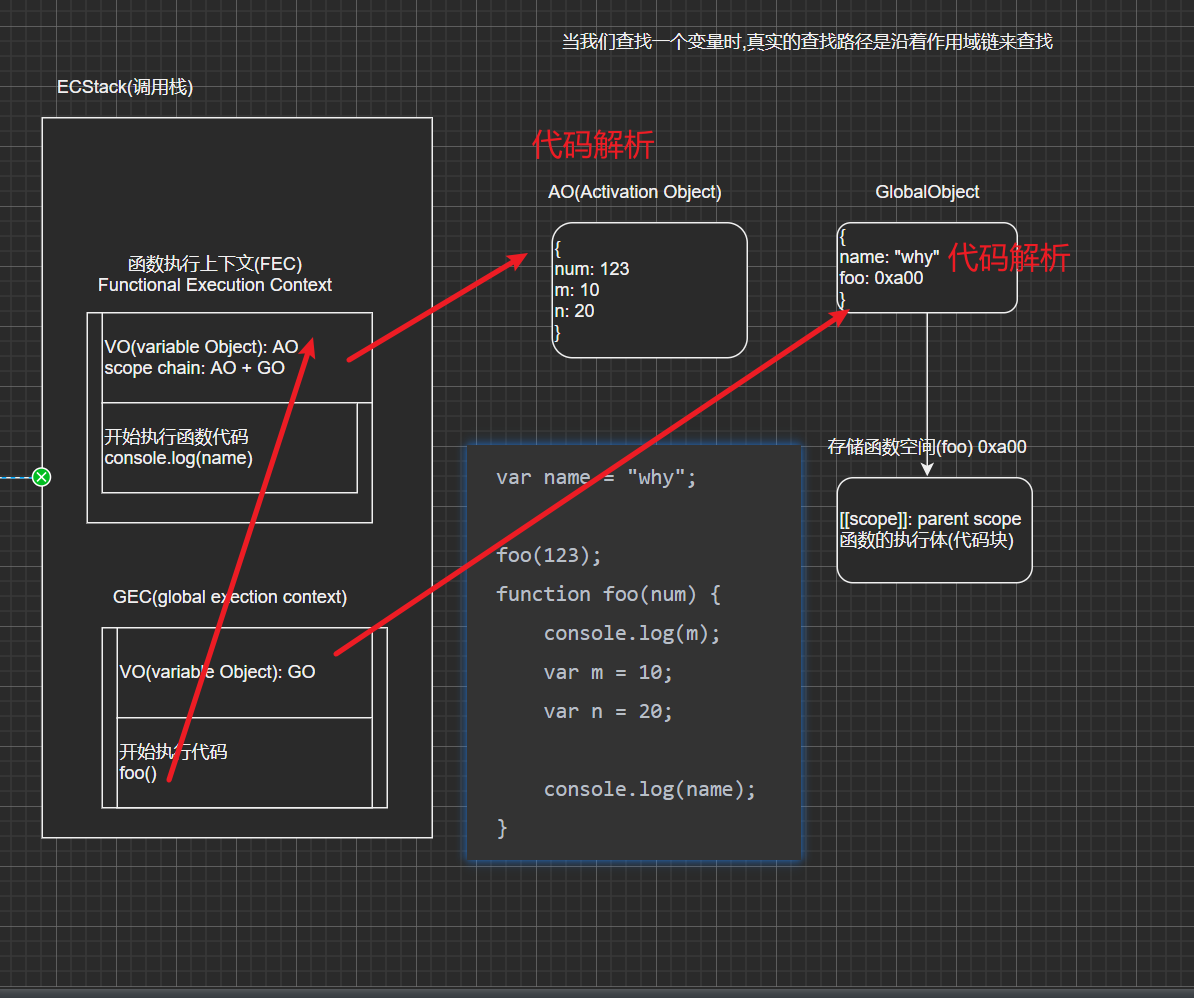 当我们查找一个变量时,真实的查找路径是沿着作用域链来查找
ECStack(调用栈)
函数执行上下文(FEC)
Functional Execution Context
VO(variable Object): AO
scope chain: AO + GO
开始执行函数代码
console.log(name)
GEC(global exection context)
VO(variable Object): GO
开始执行代码
foo()
代码解析
AO(Activation Object)
{
num: 123
m: 10
n: 20
}
GlobalObject
{
name: "why"
foo: 0xa00
}
代码解析
存储函数空间(foo) 0xa00
[[scope]]: parent scope
函数的执行体(代码块)
var name = "why";
foo(123);
function foo(num) {
console.log(m);
var m = 10;
var n = 20;
console.log(name);
}